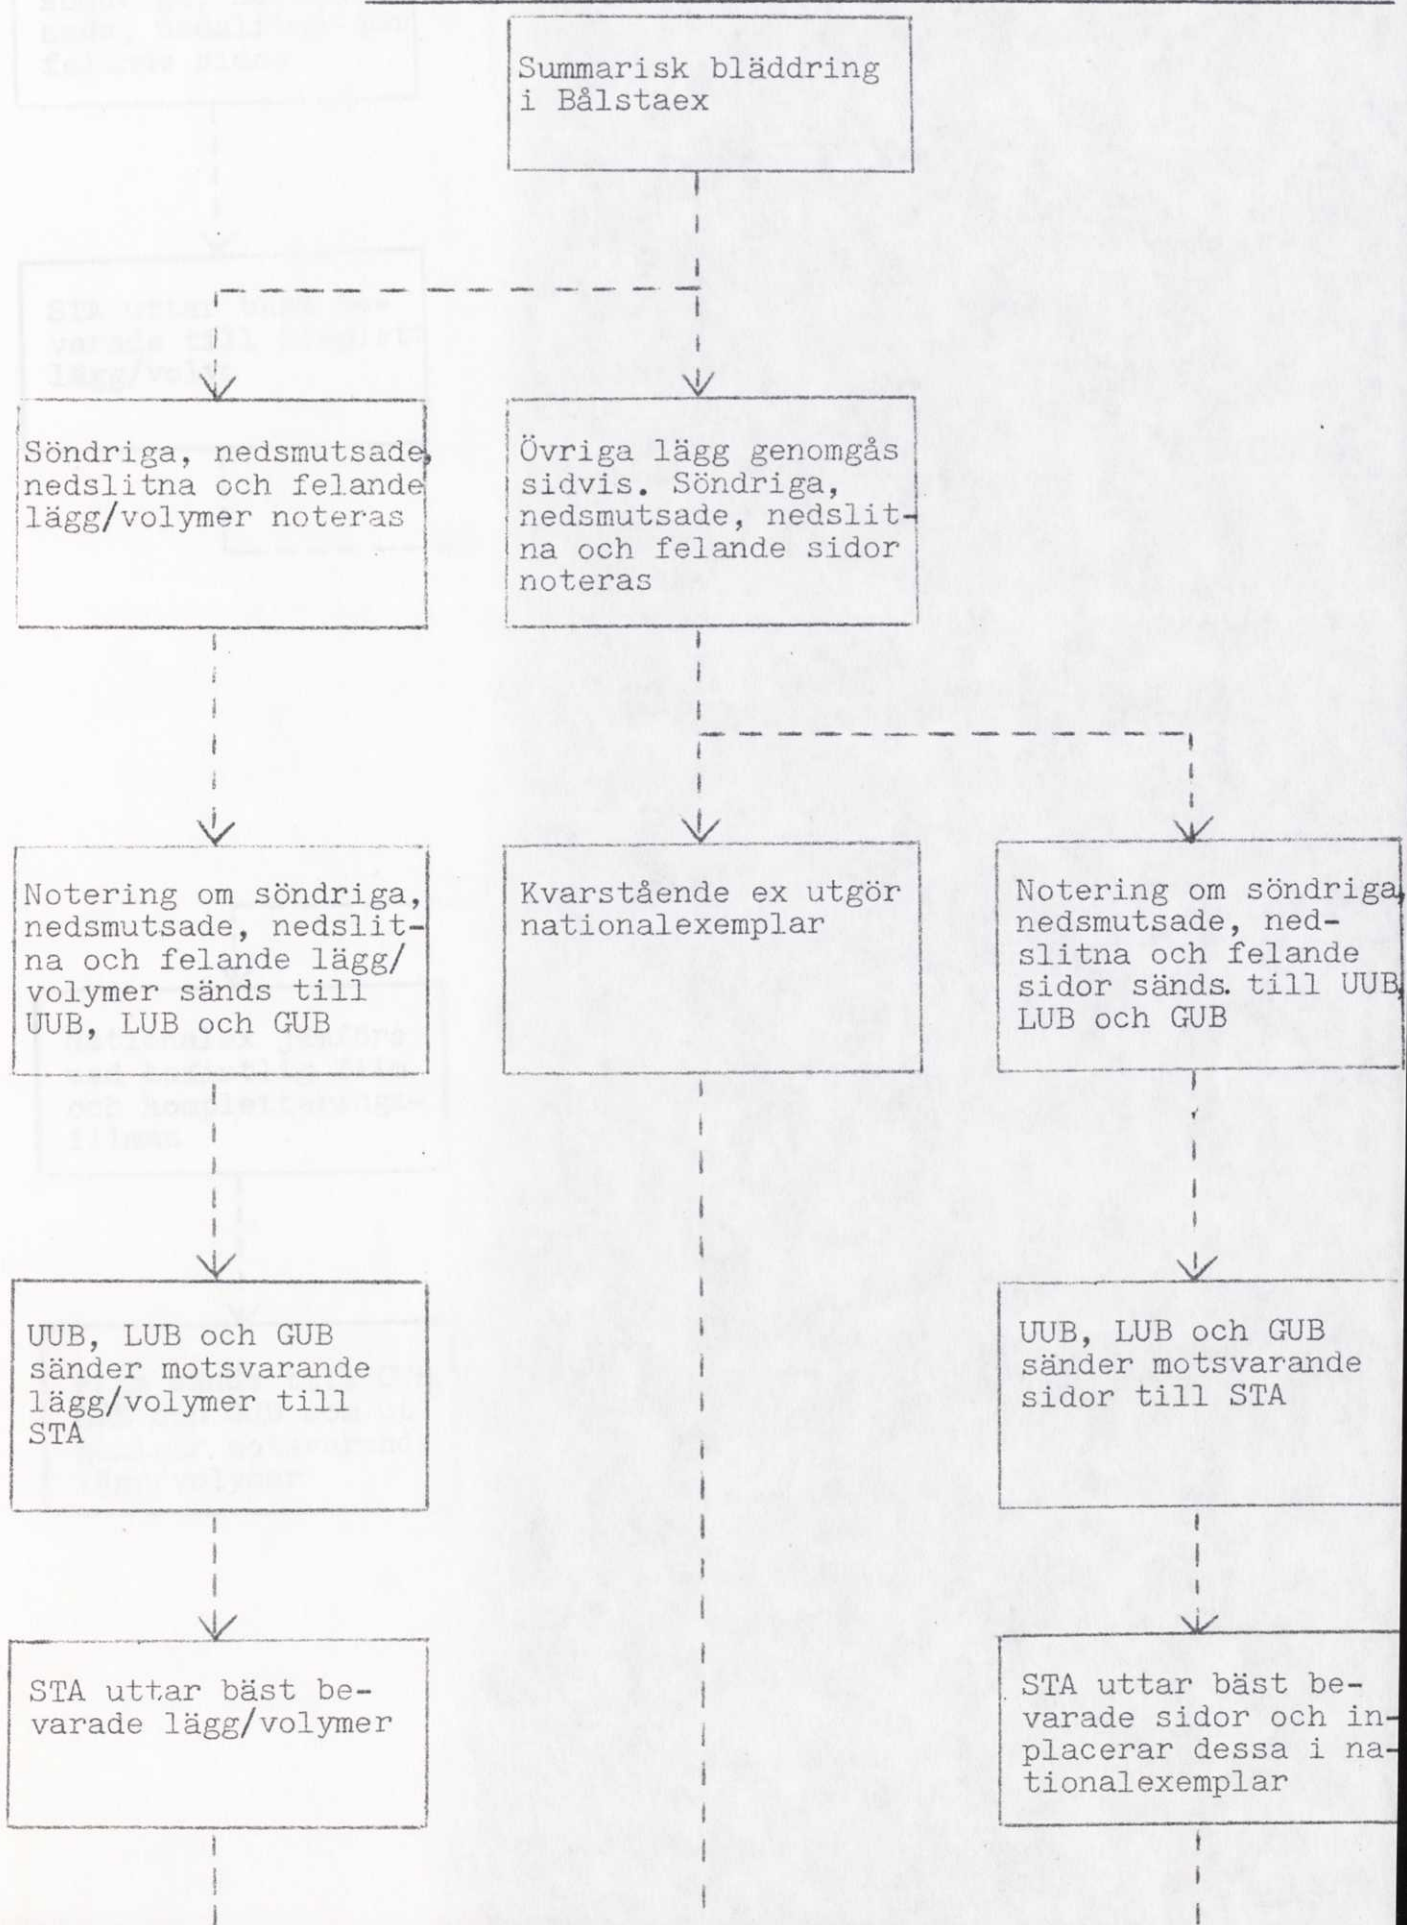 Summarisk bläddring
i Bålstaex
Söndriga, nedsmutsade,
nedslitna och felande
lägg/volymer noteras
Övriga lägg genomgås
sidvis. Söndriga,
nedsmutsade, nedslit-
na och felande sidor
noteras
Notering om söndriga,
nedsmutsade, nedslit-
na och felande lägg/
volymer sänds till
UUB, LUB och GUB
Kvarstående ex utgör
nationalexemplar
Notering om söndriga,
nedsmutsade, ned-
slitna och felande
sidor sänds. till UUB,
LUB och GUB
UUB, LUB och GUB
sänder motsvarande
lägg/volymer till
STA
UUB, LUB och GUB
sänder motsvarande
sidor till STA
STA uttar bäst be-
varade lägg/volymer
STA uttar bäst be-
varade sidor och in-
placerar dessa i na-
tionalexemplar